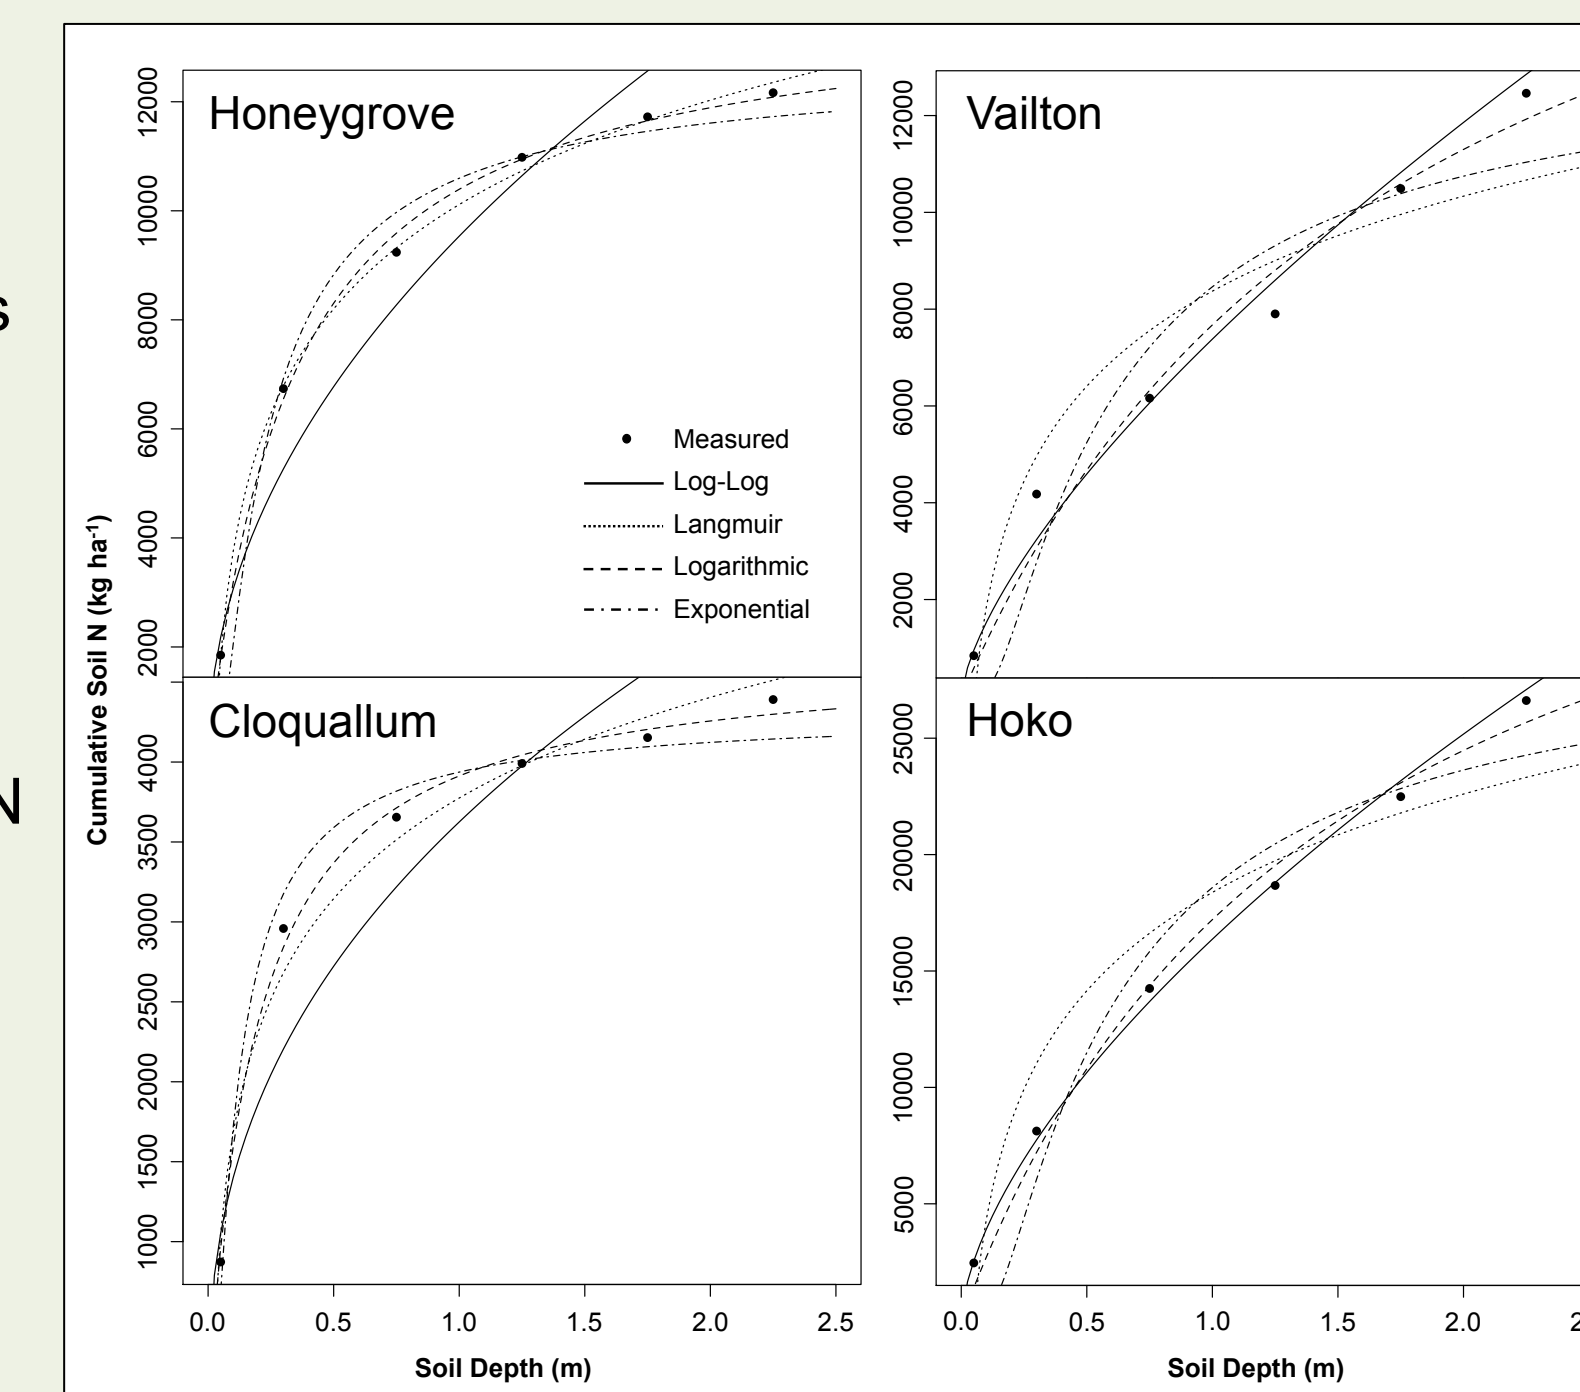 s
N
Cumulative Soil N (kg ha-1)
Honeygrove
12000
10000
8000
6000
4000
2000
Measured
Log-Log
Langmuir
Logarithmic
Exponential
Vailton
12000
10000
8000
6000
4000
2000
Cloquallum
4000
3500
3000
2500
2000
1500
1000
0.0 0.5 1.0 1.5 2.0 2.5
Soil Depth (m)
Hoko
25000
20000
15000
10000
5000
0.0 0.5 1.0 1.5 2.0
Soil Depth (m)